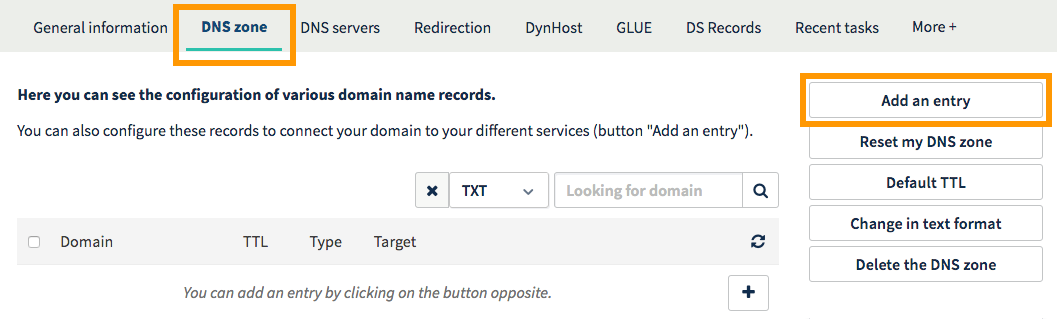 General information DNS zone DNS servers Redirection DynHost GLUE DS Records Recent tasks More +
Here you can see the configuration of various domain name records.
You can also configure these records to connect your domain to your different services (button "Add an entry").
TXT Looking for domain
Domain TTL Type Target
You can add an entry by clicking on the button opposite.
Add an entry
Reset my DNS zone
Default TTL
Change in text format
Delete the DNS zone